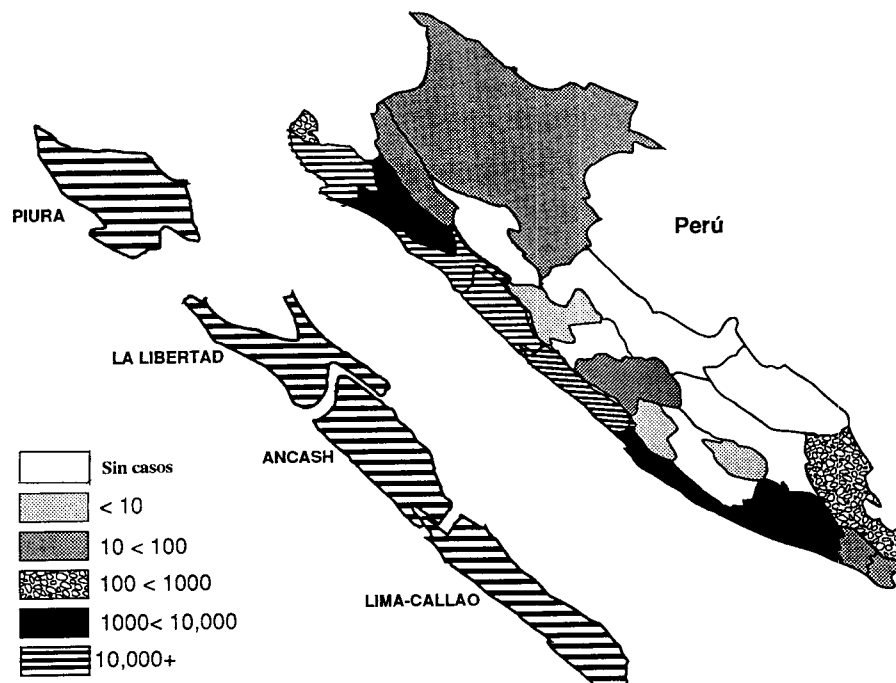 PIURA
Perú
LA LIBERTAD
ANCASH
LIMA-CALLAO
Sin casos
< 10
10 < 100
100 < 1000
1000< 10,000
10,000+